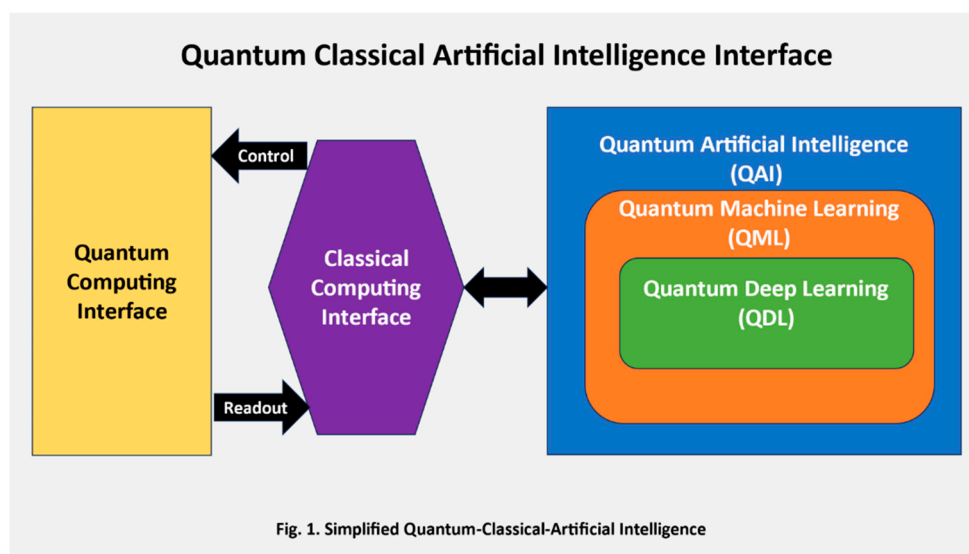 Quantum Classical Artificial Intelligence Interface
Control
Quantum
Computing
Interface
Readout
Classical
Computing
Interface
Quantum Artificial Intelligence
(QAI)
Quantum Machine Learning
(QML)
Quantum Deep Learning
(QDL)
Fig. 1. Simplified Quantum-Classical-Artificial Intelligence